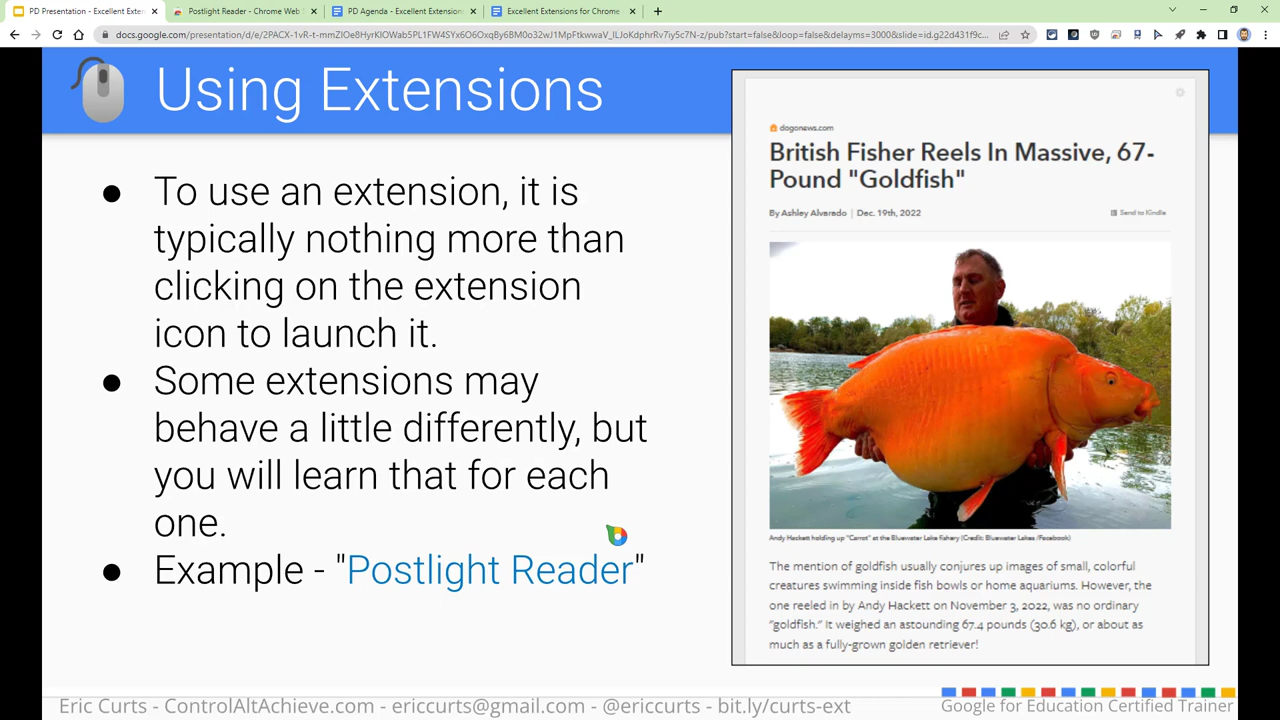 PD Presentation - Excellent Exten
Postlight Reader - Chrome Web
PD Agenda - Excellent Extension
Excellent Extensions for Chrome
docs.google.com/presentation/d/e/
Using Extensions
To use an extension, it is
typically nothing more than
clicking on the extension
icon to launch it.
Some extensions may
behave a little differently, but
you will learn that for each
one.
Example - "Postlight Reader"
dogonews.com
British Fisher Reels In Massive, 67-
Pound "Goldfish"
By Ashley Alvarado | Dec. 19th, 2022
Send to Kindle
Andy Hackett holding up "Carrot" at the Bluewater Lake fishery (Credit: Bluewater Lakes /Facebook)
The mention of goldfish usually conjures up images of small, colorful
creatures swimming inside fish bowls or home aquariums. However, the
one reeled in by Andy Hackett on November 3, 2022, was no ordinary
"goldfish." It weighed an astounding 67.4 pounds (30.6 kg), or about as
much as a fully-grown golden retriever!
Eric Curts - ControlAltAchieve.com - ericcurts@gmail.com - @ericcurts - bit.ly/curts-ext
Google for Education Certified Trainer